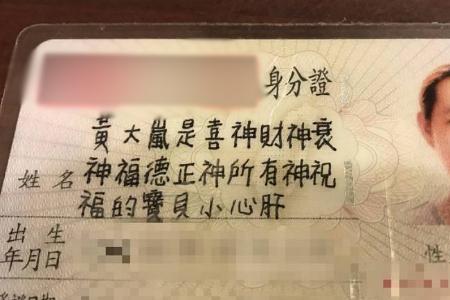 身分證
黃大嵐是喜神財神衰
神福德正神所有神祝
姓名
福的寶貝小心肝
出生
年月日
性